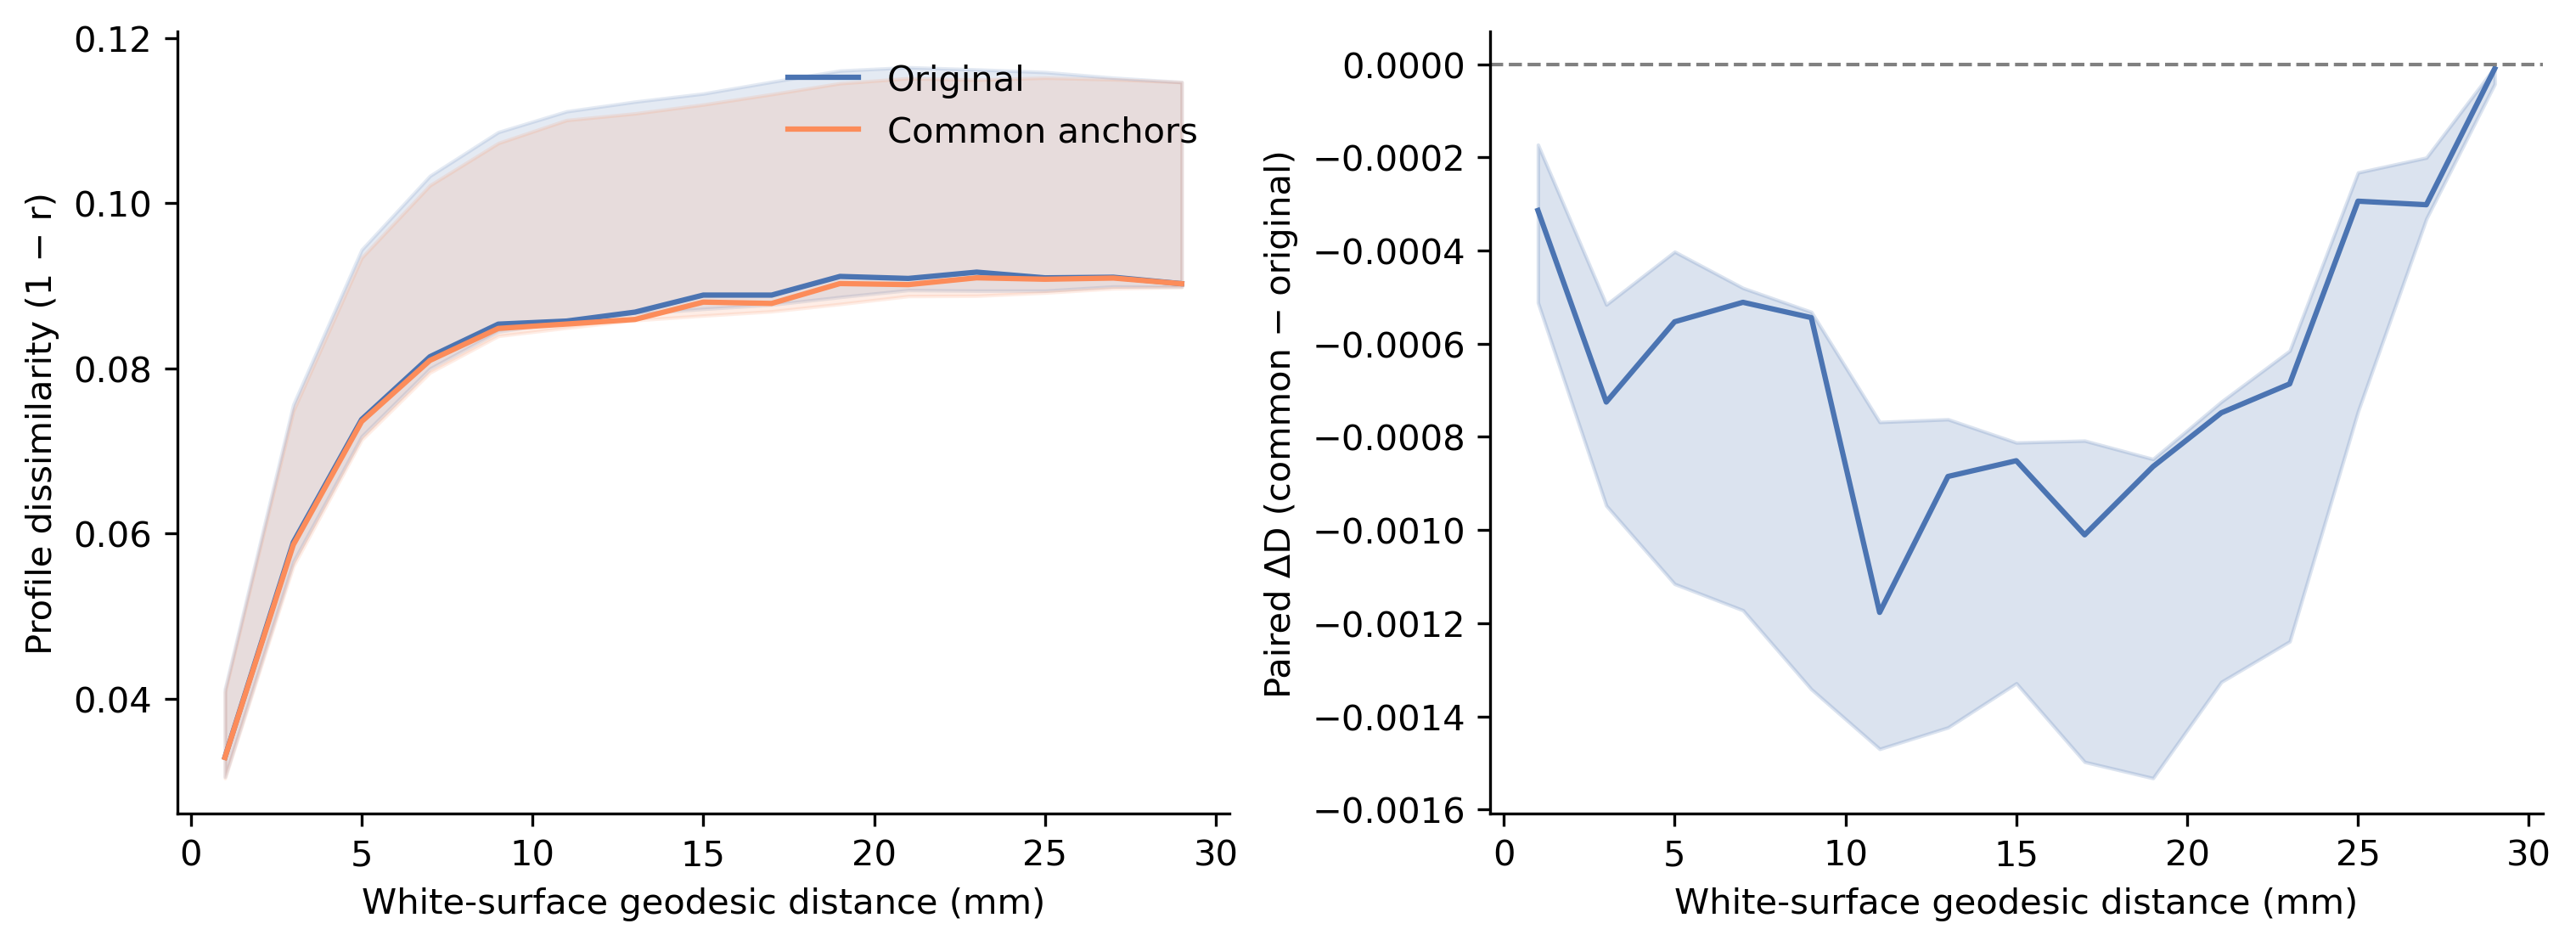 Profile dissimilarity (1 − r)
0.12
0.10
0.08
0.06
0.04
Original
Common anchors
0 5 10 15 20 25 30
White-surface geodesic distance (mm)
Paired ΔD (common − original)
0.0000
−0.0002
−0.0004
−0.0006
−0.0008
−0.0010
−0.0012
−0.0014
−0.0016
0 5 10 15 20 25 30
White-surface geodesic distance (mm)